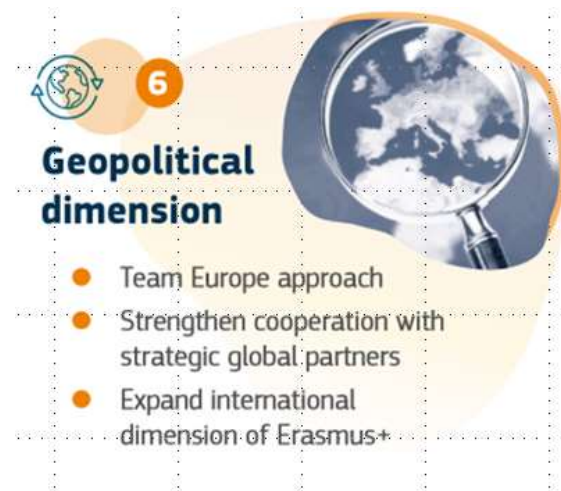 6
Geopolitical
dimension
Team Europe approach
Strengthen cooperation with
strategic global partners
Expand international
dimension of Erasmus+